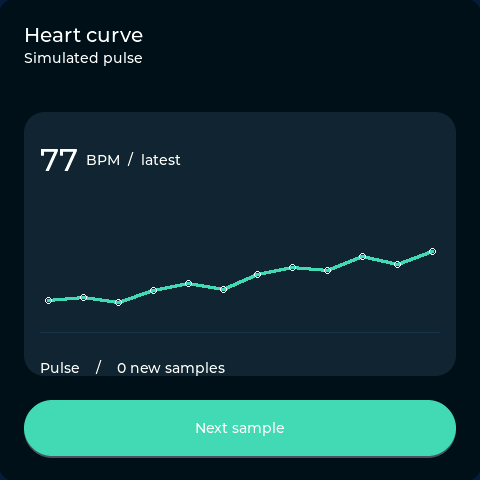 Heart curve
Simulated pulse
77 BPM / latest
Pulse / 0 new samples
Next sample